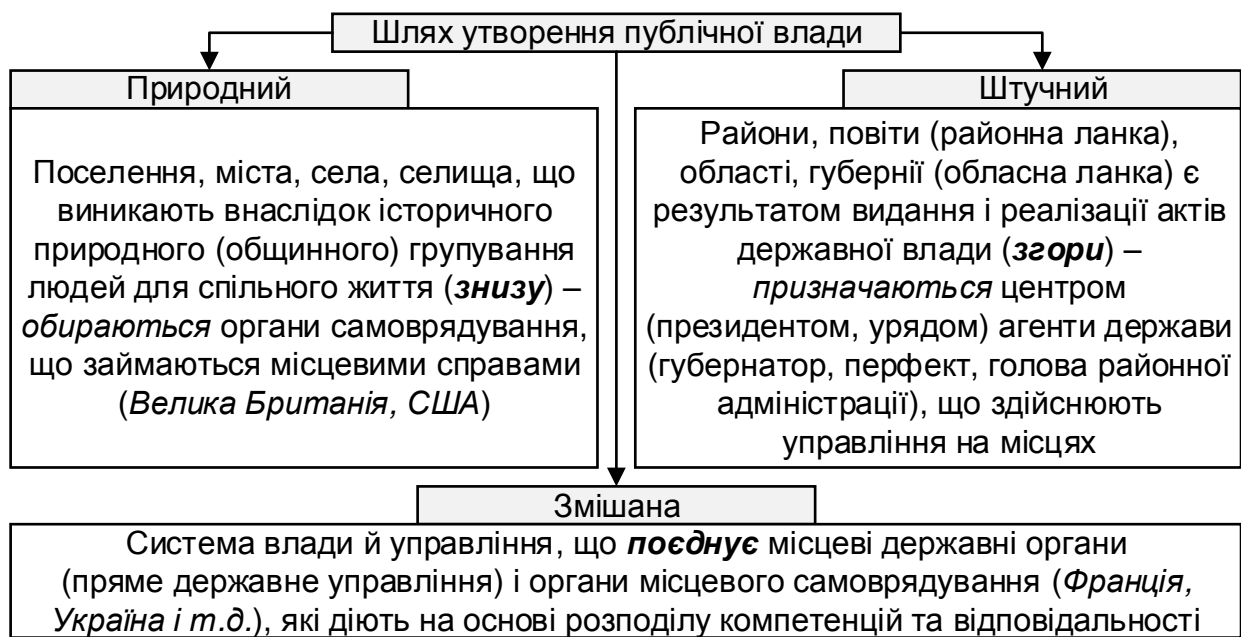 Шлях утворення публічної влади
Природний
Поселення, міста, села, селища, що
виникають внаслідок історичного
природного (общинного) групування
людей для спільного життя (знизу) –
обираються органи самоврядування,
що займаються місцевими справами
(Велика Британія, США)
Штучний
Райони, повіти (районна ланка),
області, губернії (обласна ланка) є
результатом видання і реалізації актів
державної влади (згори) –
призначаються центром
(президентом, урядом) агенти держави
(губернатор, перфект, голова районної
адміністрації), що здійснюють
управління на місцях
Змішана
Система влади й управління, що поєднує місцеві державні органи
(пряме державне управління) і органи місцевого самоврядування (Франція,
Україна і т.д.), які діють на основі розподілу компетенцій та відповідальності